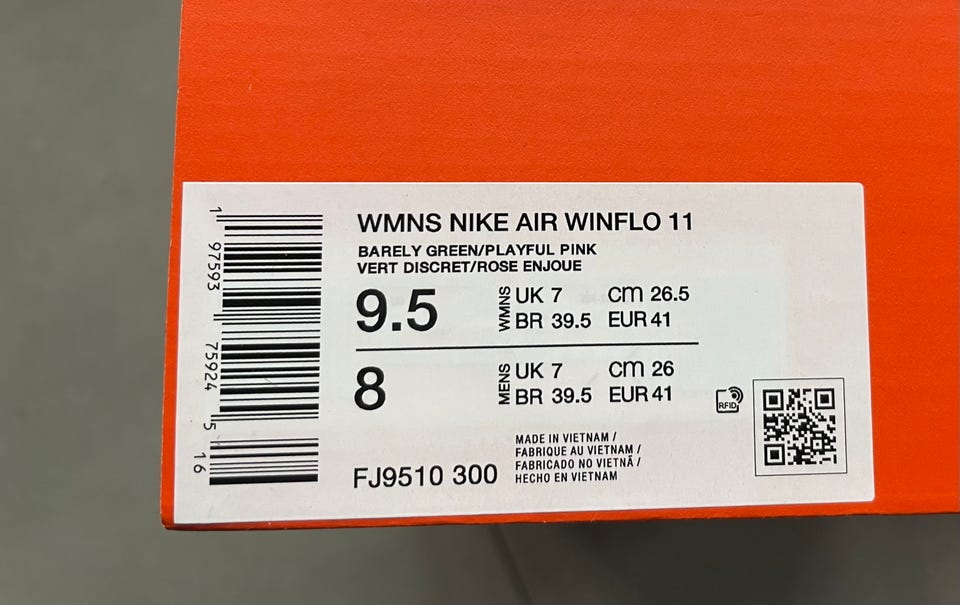 WMNS NIKE AIR WINFLO 11
BARELY GREEN/PLAYFUL PINK
VERT DISCRET/ROSE ENJOUE
9.5 WMNS UK 7 cm 26.5
BR 39.5 EUR 41
8 MENS UK 7 cm 26
BR 39.5 EUR 41
RFID
MADE IN VIETNAM /
FABRIQUE AU VIETNAM /
FABRICADO NO VIETNÃ /
HECHO EN VIETNAM
FJ9510 300
1 97593 75924 5 16